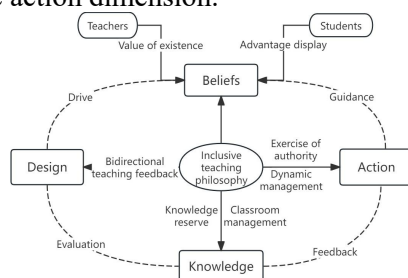 e action dimension.
Teachers
Students
Value of existence
Advantage display
Beliefs
Drive
Guidance
Design
Bidirectional
teaching feedback
Inclusive
teaching
philosophy
Exercise of
authority
Dynamic
management
Action
Knowledge
reserve
Classroom
management
Evaluation
Feedback
Knowledge